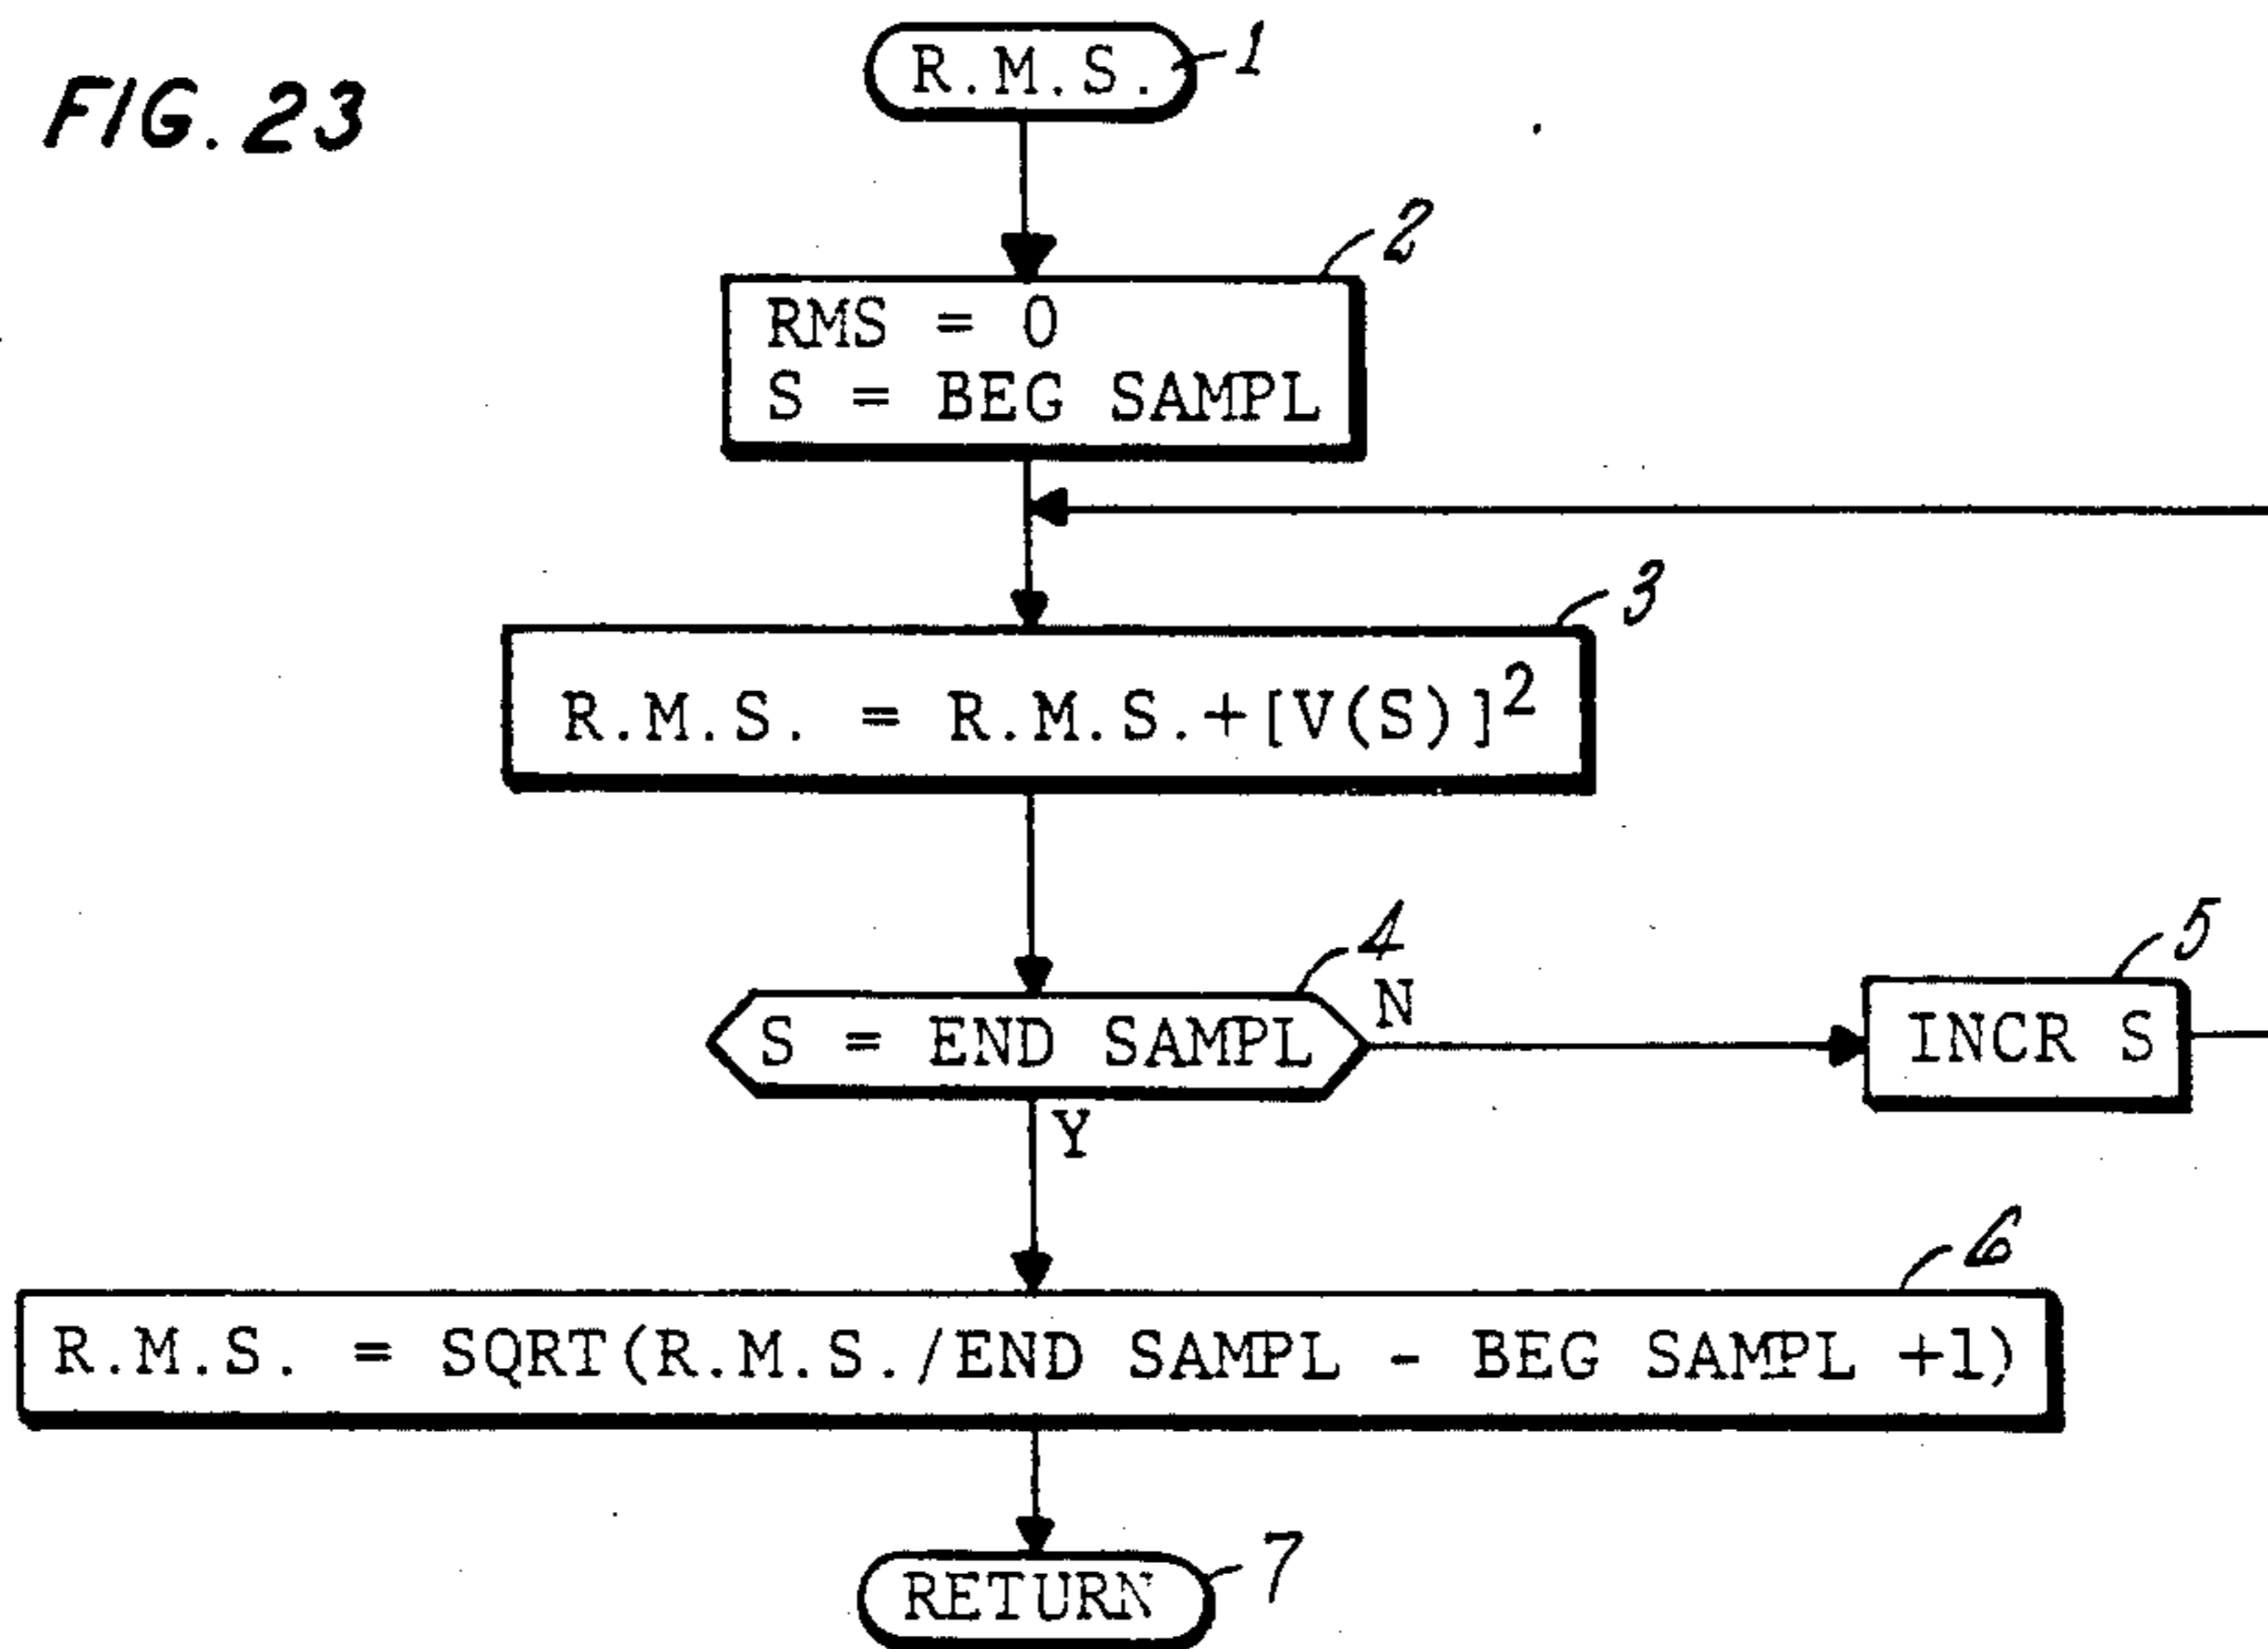 FIG. 23
R.M.S. 1
2
RMS = 0
S = BEG SAMPL
3
R.M.S. = R.M.S.+[V(S)]2
4
S = END SAMPL N
5
INCR S
Y
6
R.M.S. = SQRT(R.M.S./END SAMPL - BEG SAMPL +1)
RETURN 7